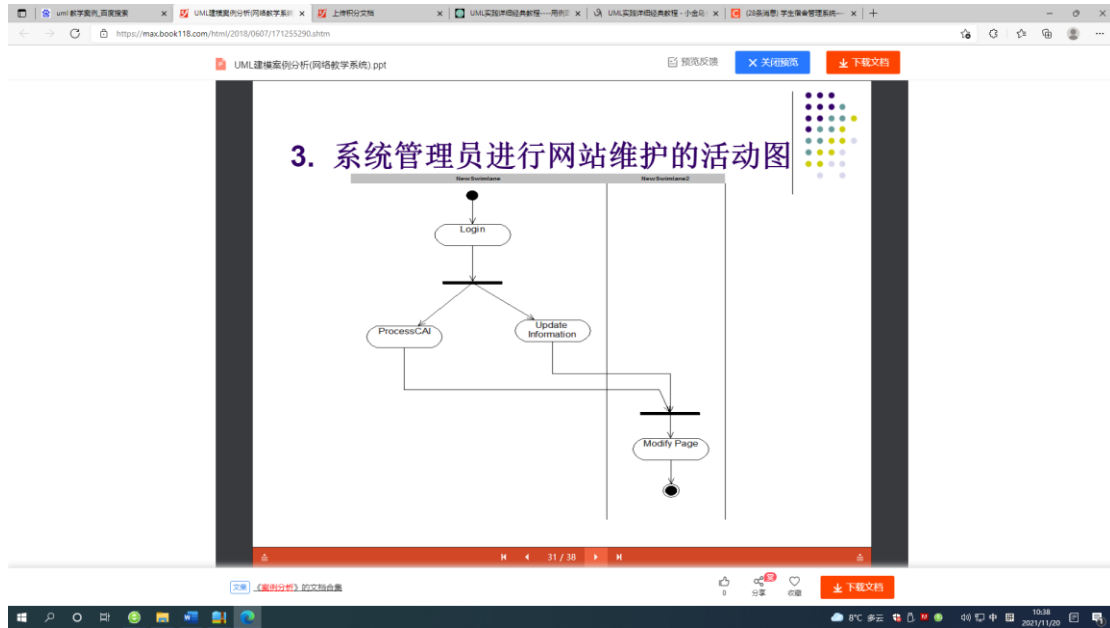 uml 教学案例_百度搜索
UML建模案例分析(网络教学系统
上传积分文档
UML实践详细经典教程----用例图
UML实践详细经典教程 - 小金乌
(28条消息) 学生宿舍管理系统
https://max.book118.com/html/2018/0607/171255290.shtm
UML建模案例分析(网络教学系统).ppt
预览反馈
关闭预览
下载文档
3. 系统管理员进行网站维护的活动图
NewSwimlane
NewSwimlane2
Login
ProcessCAI
Update
Information
Modify Page
31 / 38
文集
《案例分析》的文档合集
0
分享
收藏
下载文档
8°C 多云
中
10:38
2021/11/20